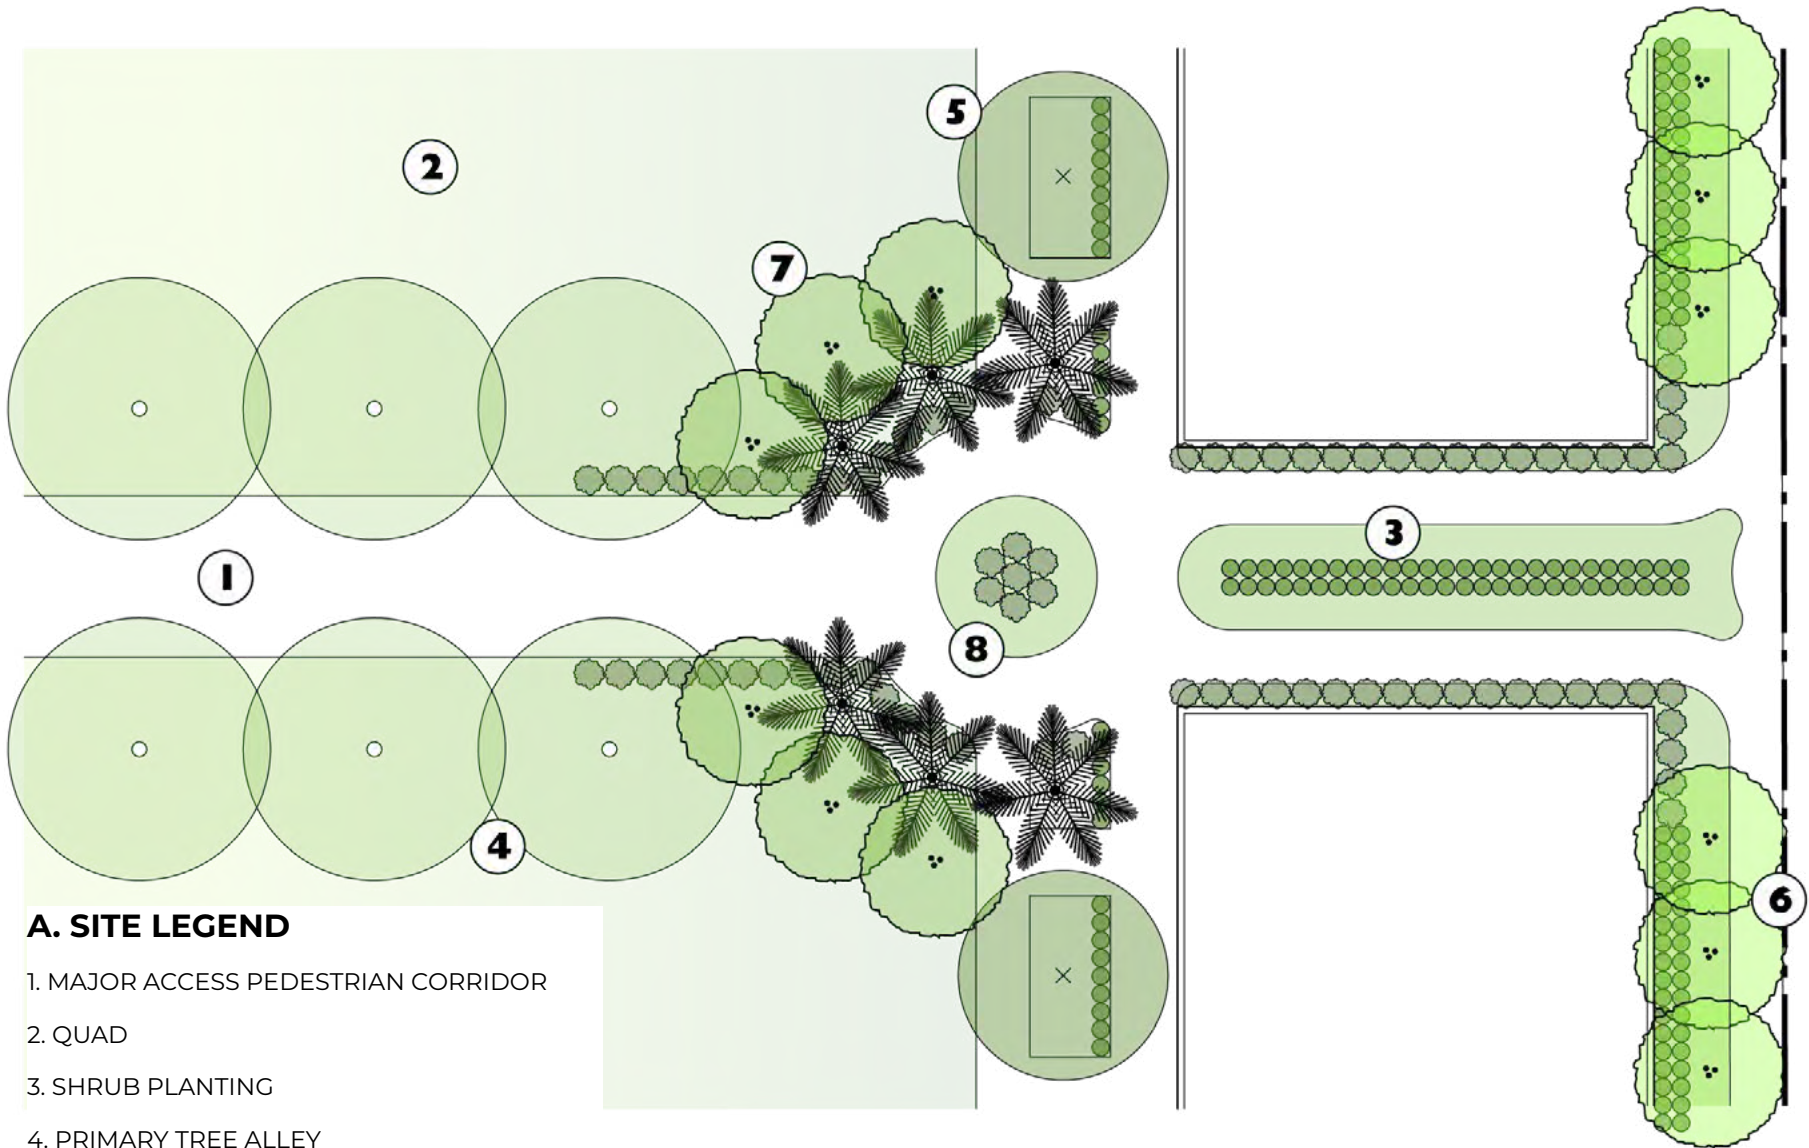 5
2
7
3
1
8
4
6
A. SITE LEGEND
1. MAJOR ACCESS PEDESTRIAN CORRIDOR
2. QUAD
3. SHRUB PLANTING
4. PRIMARY TREE ALLEY